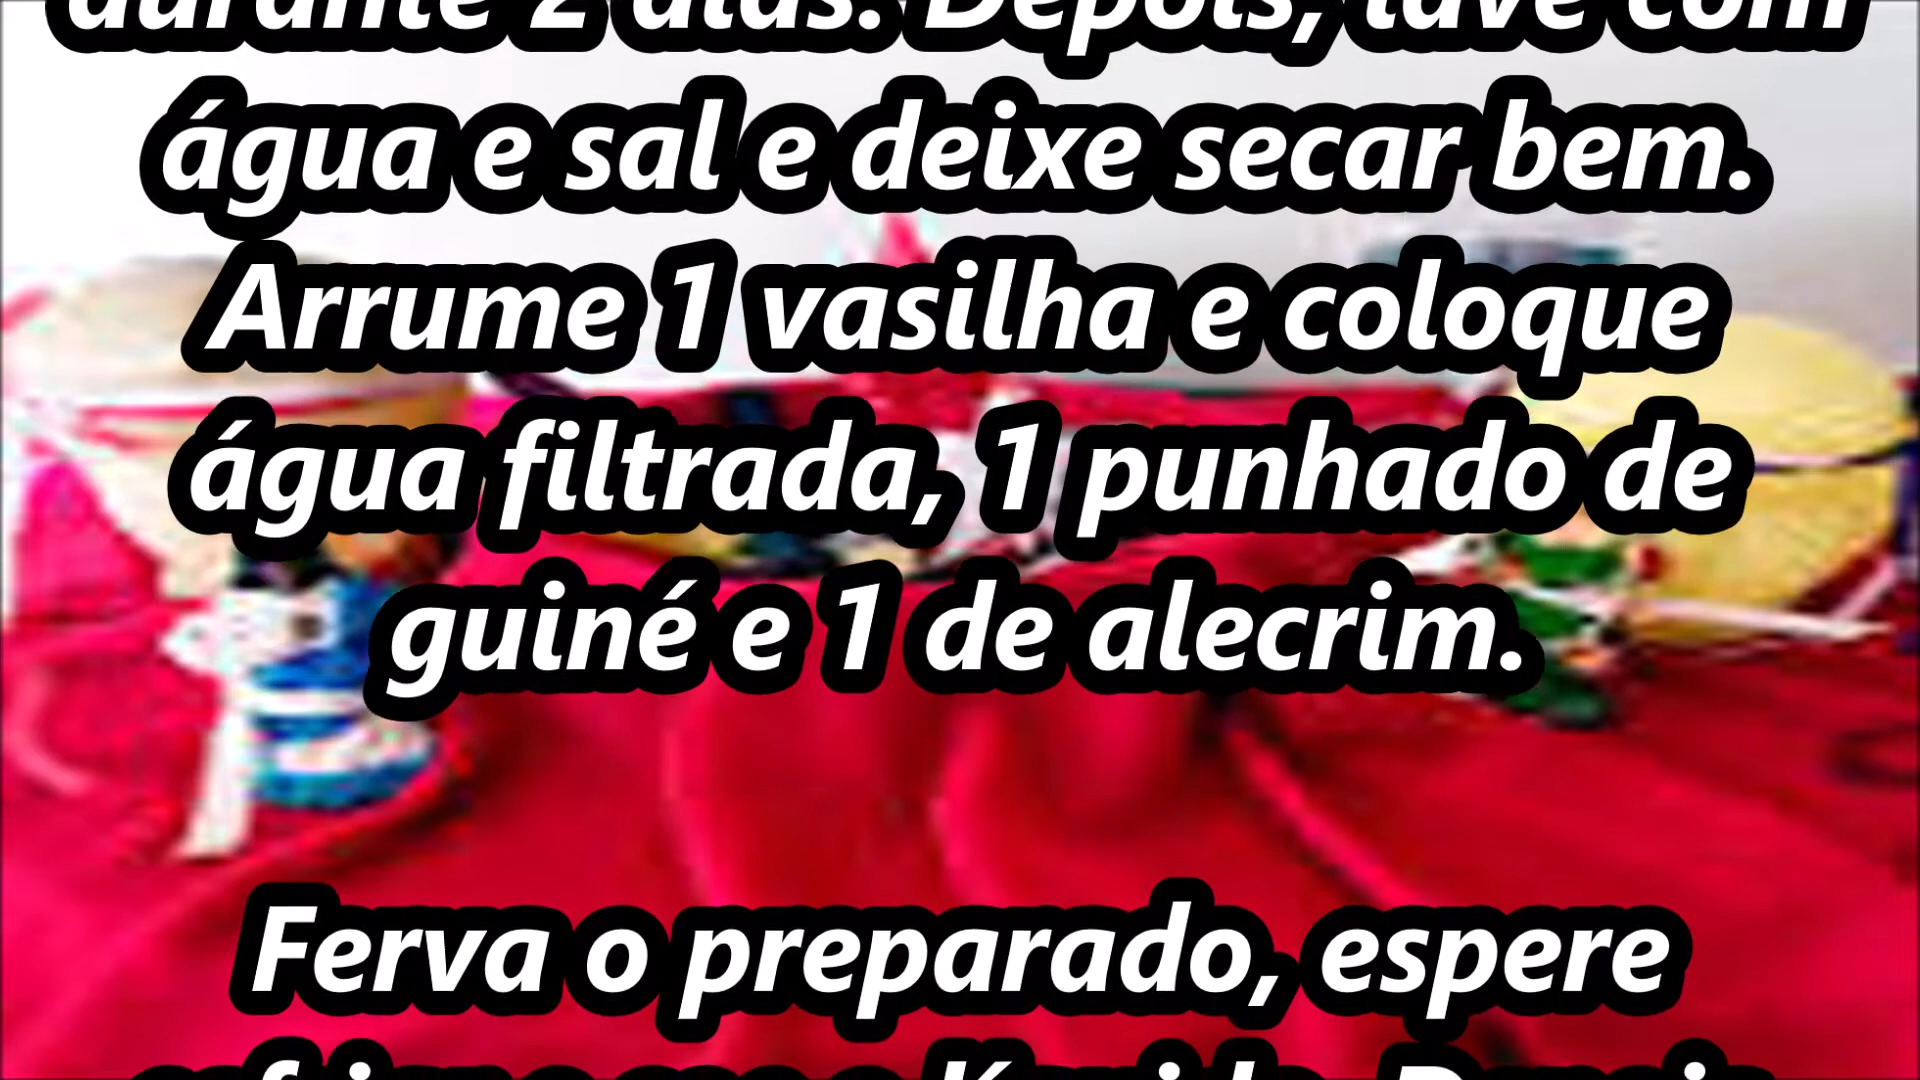 durante 2 dias. Depois, lave com
água e sal e deixe secar bem.
Arrume 1 vasilha e coloque
água filtrada, 1 punhado de
guiné e 1 de alecrim.
Ferva o preparado, espere